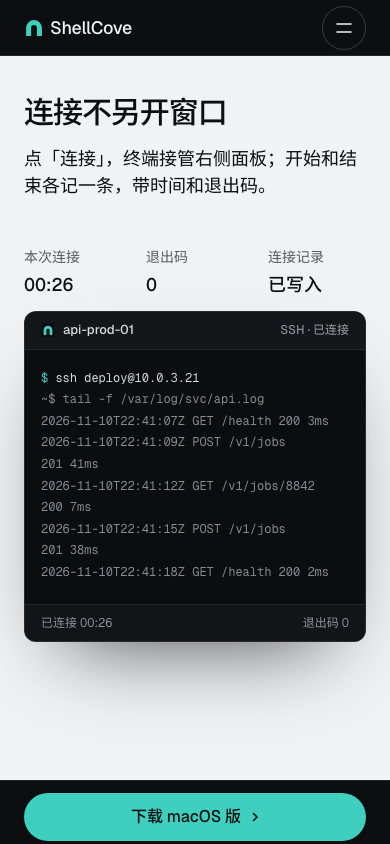 ShellCove
连接不另开窗口
点「连接」，终端接管右侧面板；开始和结
束各记一条，带时间和退出码。
本次连接 退出码 连接记录
00:26 0 已写入
api-prod-01 SSH · 已连接
$ ssh deploy@10.0.3.21
~$ tail -f /var/log/svc/api.log
2026-11-10T22:41:07Z GET /health 200 3ms
2026-11-10T22:41:09Z POST /v1/jobs
201 41ms
2026-11-10T22:41:12Z GET /v1/jobs/8842
200 7ms
2026-11-10T22:41:15Z POST /v1/jobs
201 38ms
2026-11-10T22:41:18Z GET /health 200 2ms
已连接 00:26 退出码 0
下载 macOS 版 ›